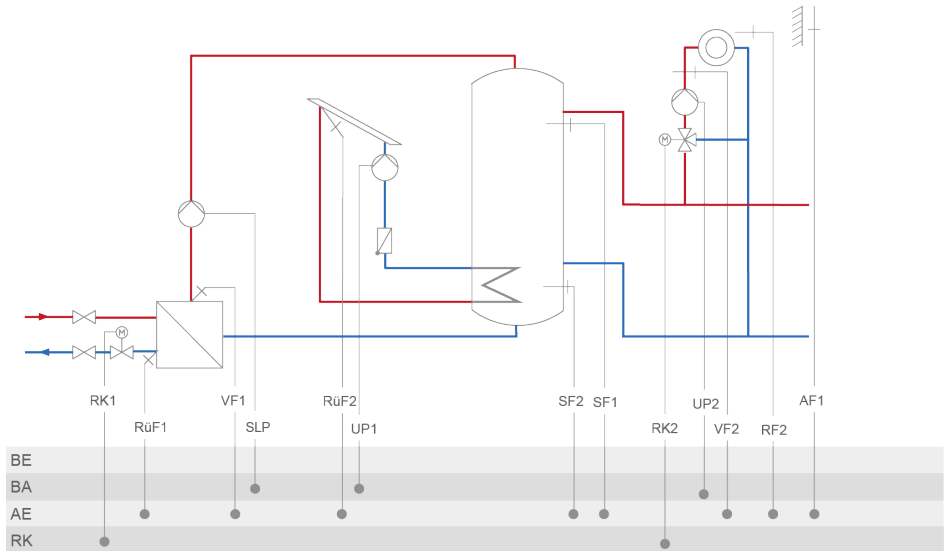 M
M
RK1
VF1
RüF2
SF2
SF1
UP2
AF1
RüF1
SLP
UP1
RK2
VF2
RF2
BE
BA
AE
RK